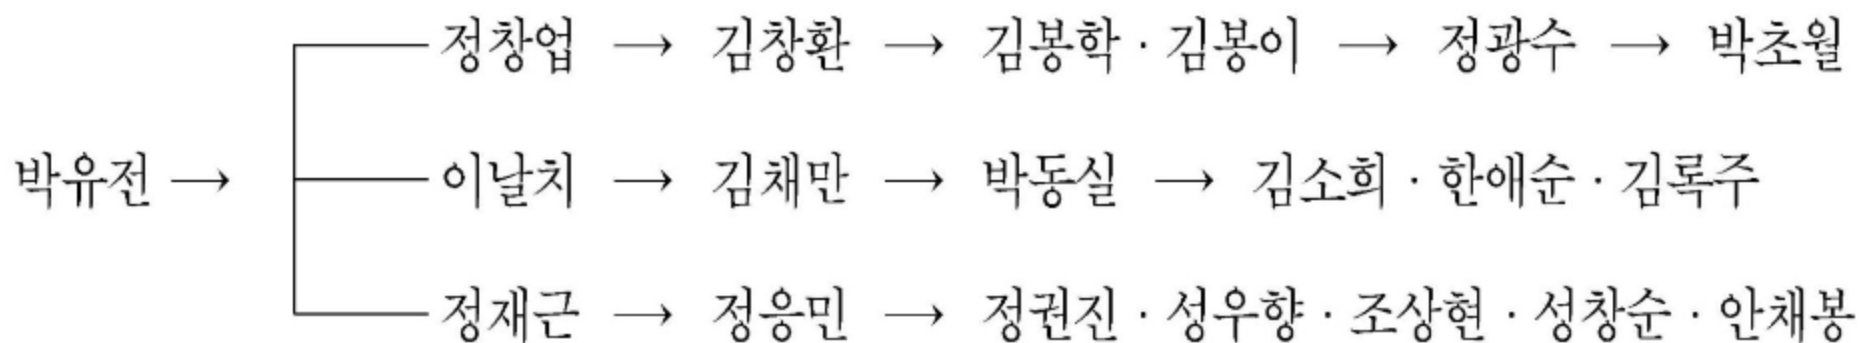 정창업 → 김창환 → 김봉학 · 김봉이 → 정광수 → 박초월
박유전 → 이날치 → 김채만 → 박동실 → 김소희 · 한애순 · 김록주
정재근 → 정응민 → 정권진 · 성우향 · 조상현 · 성창순 · 안채봉